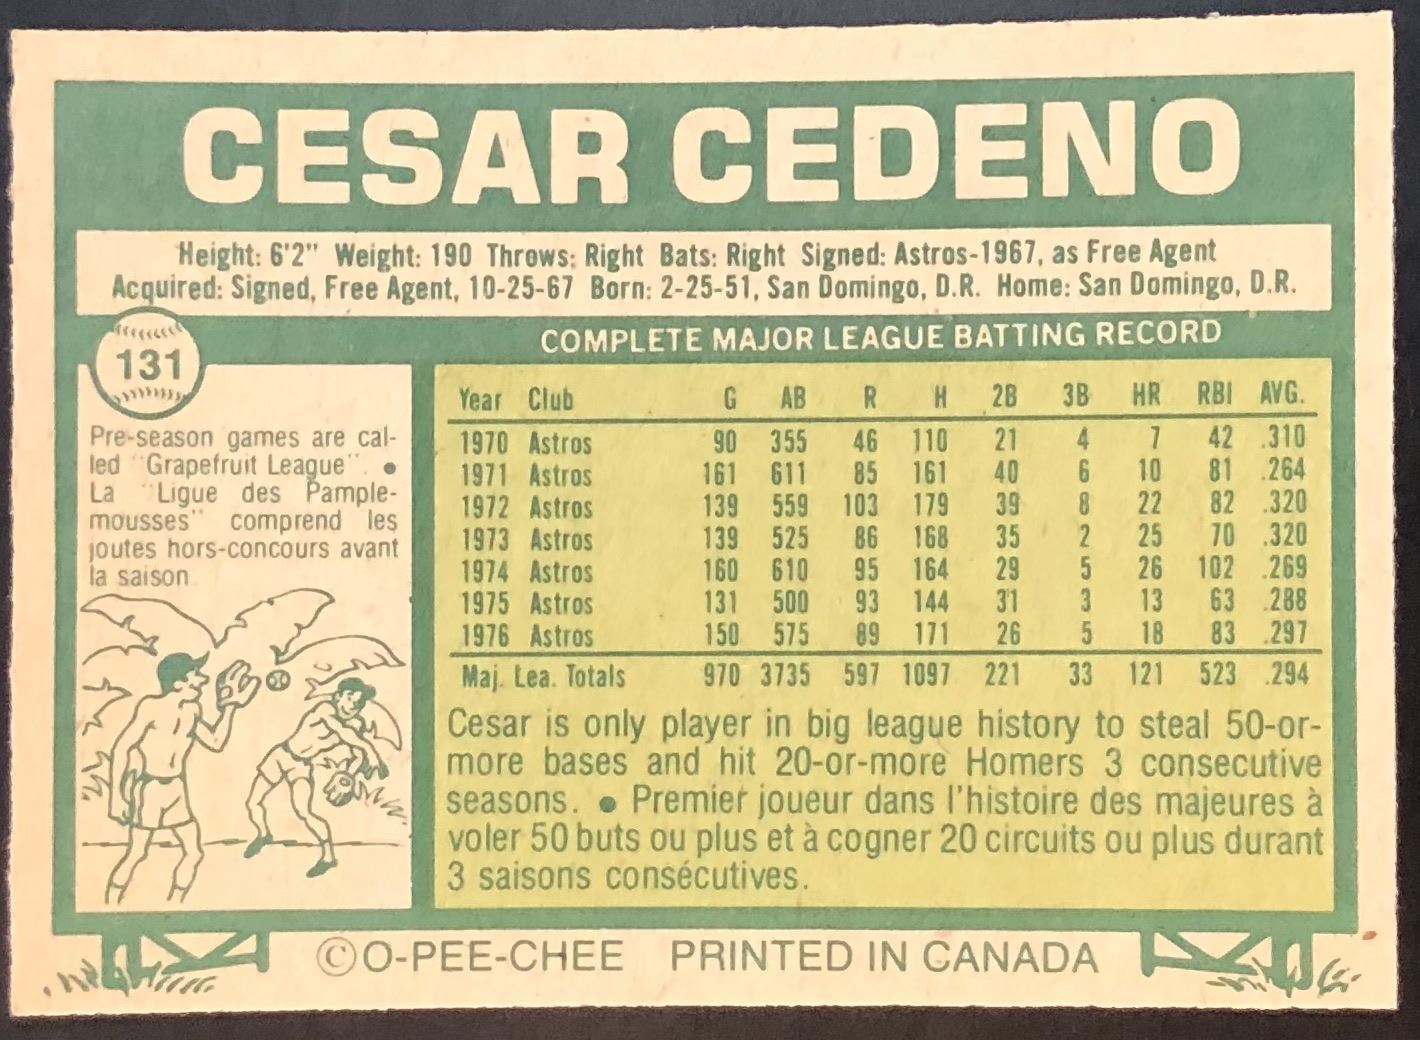 CESAR CEDENO
Height: 6'2" Weight: 190 Throws: Right Bats: Right Signed: Astros-1967, as Free Agent
Acquired: Signed, Free Agent, 10-25-67 Born: 2-25-51, San Domingo, D.R. Home: San Domingo, D.R.
131
Pre-season games are cal-
led "Grapefruit League". ●
La "Ligue des Pample-
mousses" comprend les
joutes hors-concours avant
la saison
COMPLETE MAJOR LEAGUE BATTING RECORD
Year Club G AB R H 2B 3B HR RBI AVG.
1970 Astros 90 355 46 110 21 4 7 42 .310
1971 Astros 161 611 85 161 40 6 10 81 .264
1972 Astros 139 559 103 179 39 8 22 82 .320
1973 Astros 139 525 86 168 35 2 25 70 .320
1974 Astros 160 610 95 164 29 5 26 102 .269
1975 Astros 131 500 93 144 31 3 13 63 .288
1976 Astros 150 575 89 171 26 5 18 83 .297
Maj. Lea. Totals 970 3735 597 1097 221 33 121 523 .294
Cesar is only player in big league history to steal 50-or-
more bases and hit 20-or-more Homers 3 consecutive
seasons. ● Premier joueur dans l'histoire des majeures à
voler 50 buts ou plus et à cogner 20 circuits ou plus durant
3 saisons consécutives.
©O-PEE-CHEE PRINTED IN CANADA